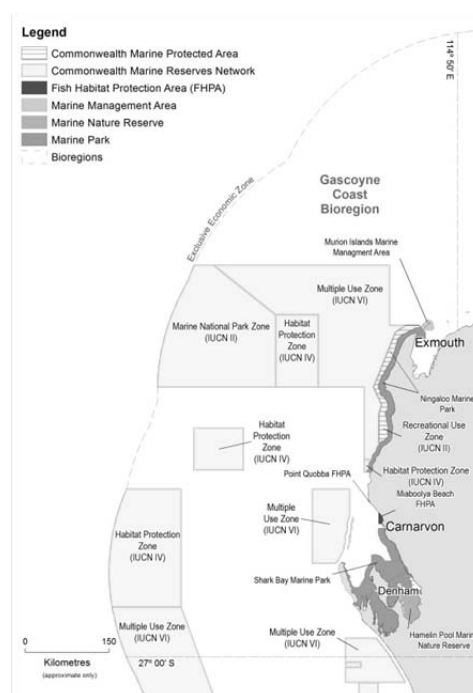 Legend
Commonwealth Marine Protected Area
Commonwealth Marine Reserves Network
Fish Habitat Protection Area (FHPA)
Marine Management Area
Marine Nature Reserve
Marine Park
Bioregions
114° 50' E
Exclusive Economic Zone
Gascoyne
Coast
Bioregion
Murion Islands Marine
Managment Area
Multiple Use Zone
(IUCN VI)
Marine National Park Zone
(IUCN II)
Habitat
Protection
Zone
(IUCN IV)
Exmouth
Ningaloo Marine
Park
Recreational Use
Zone
(IUCN II)
Habitat
Protection
Zone
(IUCN IV)
Habitat Protection Zone
(IUCN IV)
Point Quobba FHPA
Miaboolya Beach
FHPA
Carnarvon
Multiple
Use Zone
(IUCN VI)
Habitat Protection
Zone
(IUCN IV)
Shark Bay Marine Park
Denham
Hamelin Pool Marine
Nature Reserve
Multiple Use Zone
(IUCN VI)
Multiple Use Zone
(IUCN VI)
0 150
Kilometres
(approximate only)
27° 00' S